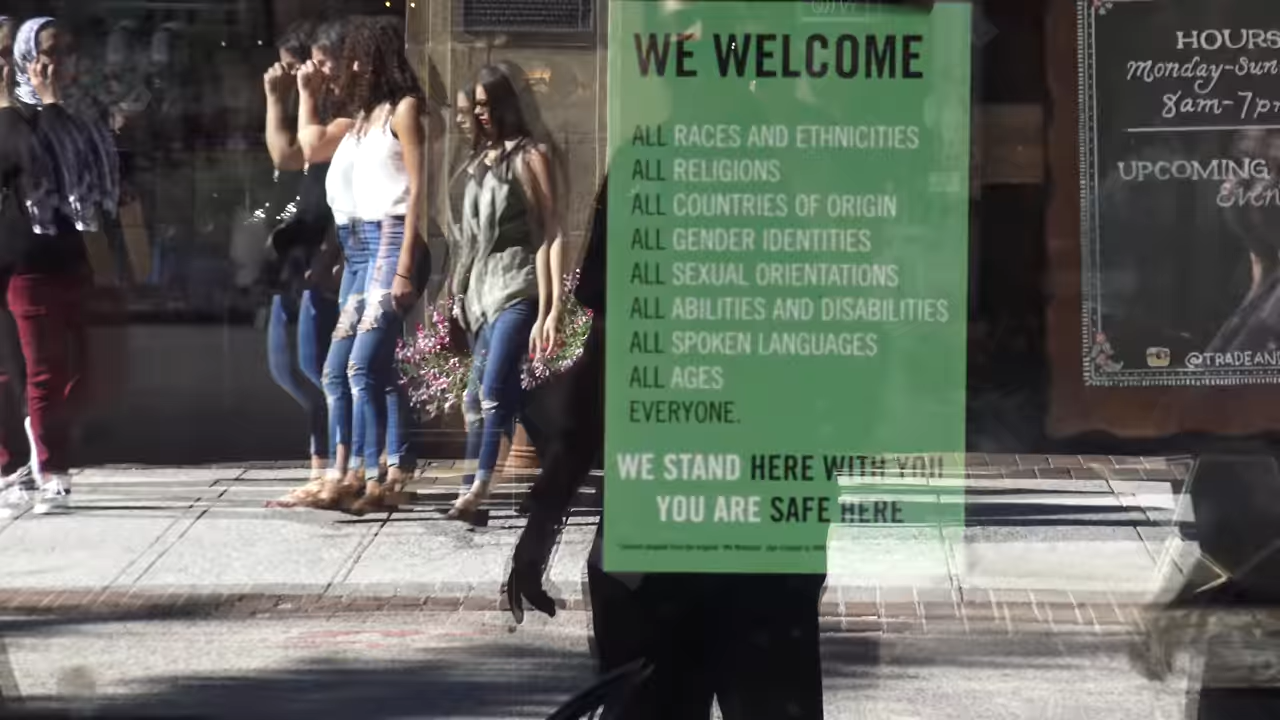 WE WELCOME
ALL RACES AND ETHNICITIES
ALL RELIGIONS
ALL COUNTRIES OF ORIGIN
ALL GENDER IDENTITIES
ALL SEXUAL ORIENTATIONS
ALL ABILITIES AND DISABILITIES
ALL SPOKEN LANGUAGES
ALL AGES
EVERYONE.
WE STAND HERE WITH YOU
YOU ARE SAFE HERE
HOURS
Monday-Sun
8am-7p
UPCOMING
Even
@TRADEAN